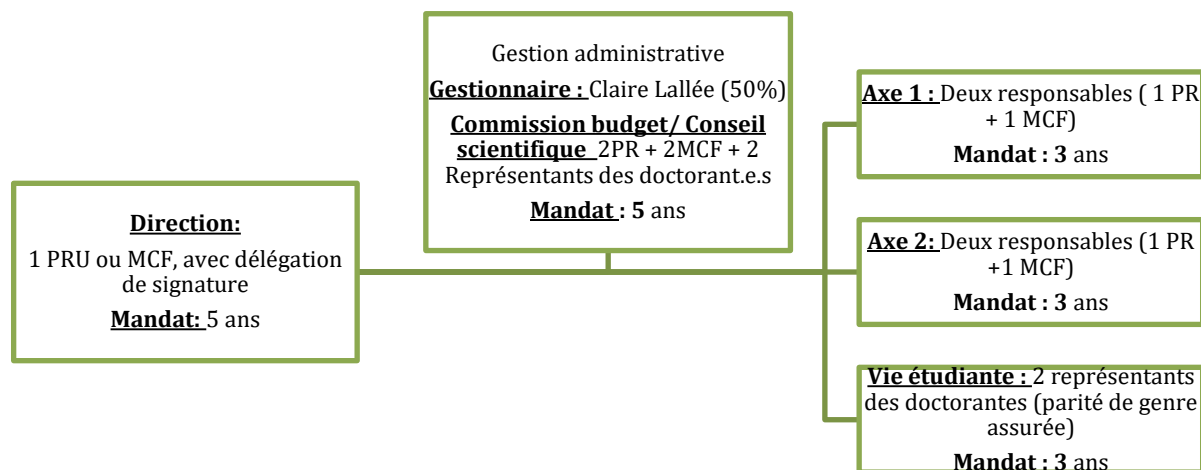 Gestion administrative
Gestionnaire : Claire Lallée (50%)
Commission budget/ Conseil
scientifique 2PR + 2MCF + 2
Représentants des doctorant.e.s
Mandat : 5 ans
Direction:
1 PRU ou MCF, avec délégation
de signature
Mandat: 5 ans
Axe 1 : Deux responsables ( 1 PR
+ 1 MCF)
Mandat : 3 ans
Axe 2: Deux responsables (1 PR
+1 MCF)
Mandat : 3 ans
Vie étudiante : 2 représentants
des doctorantes (parité de genre
assurée)
Mandat : 3 ans